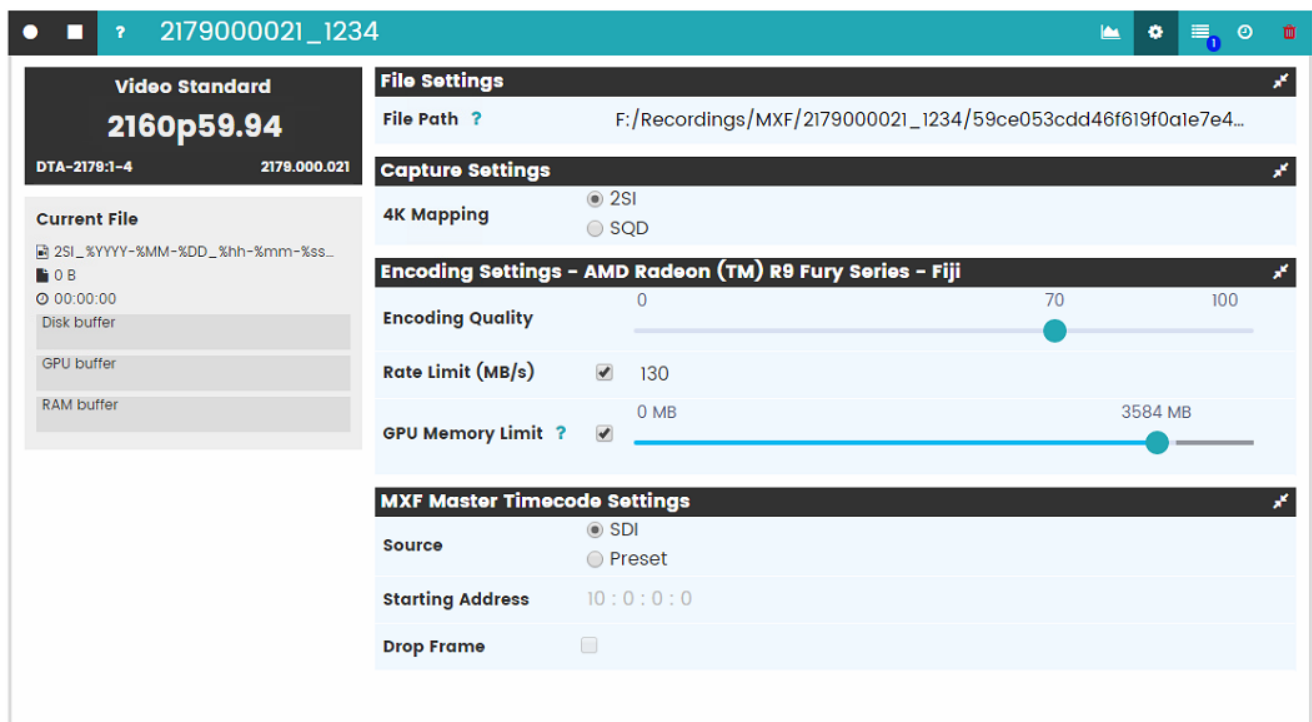 ? 2179000021_1234
1
Video Standard
2160p59.94
DTA-2179:1-4 2179.000.021
Current File
2SI_%YYYY-%MM-%DD_%hh-%mm-%ss...
0 B
00:00:00
Disk buffer
GPU buffer
RAM buffer
File Settings
File Path ? F:/Recordings/MXF/2179000021_1234/59ce053cdd46f619f0a1e7e4...
Capture Settings
4K Mapping
2SI
SQD
Encoding Settings - AMD Radeon (TM) R9 Fury Series - Fiji
0 70 100
Encoding Quality
Rate Limit (MB/s) 130
0 MB 3584 MB
GPU Memory Limit ?
MXF Master Timecode Settings
Source
SDI
Preset
Starting Address 10 : 0 : 0 : 0
Drop Frame